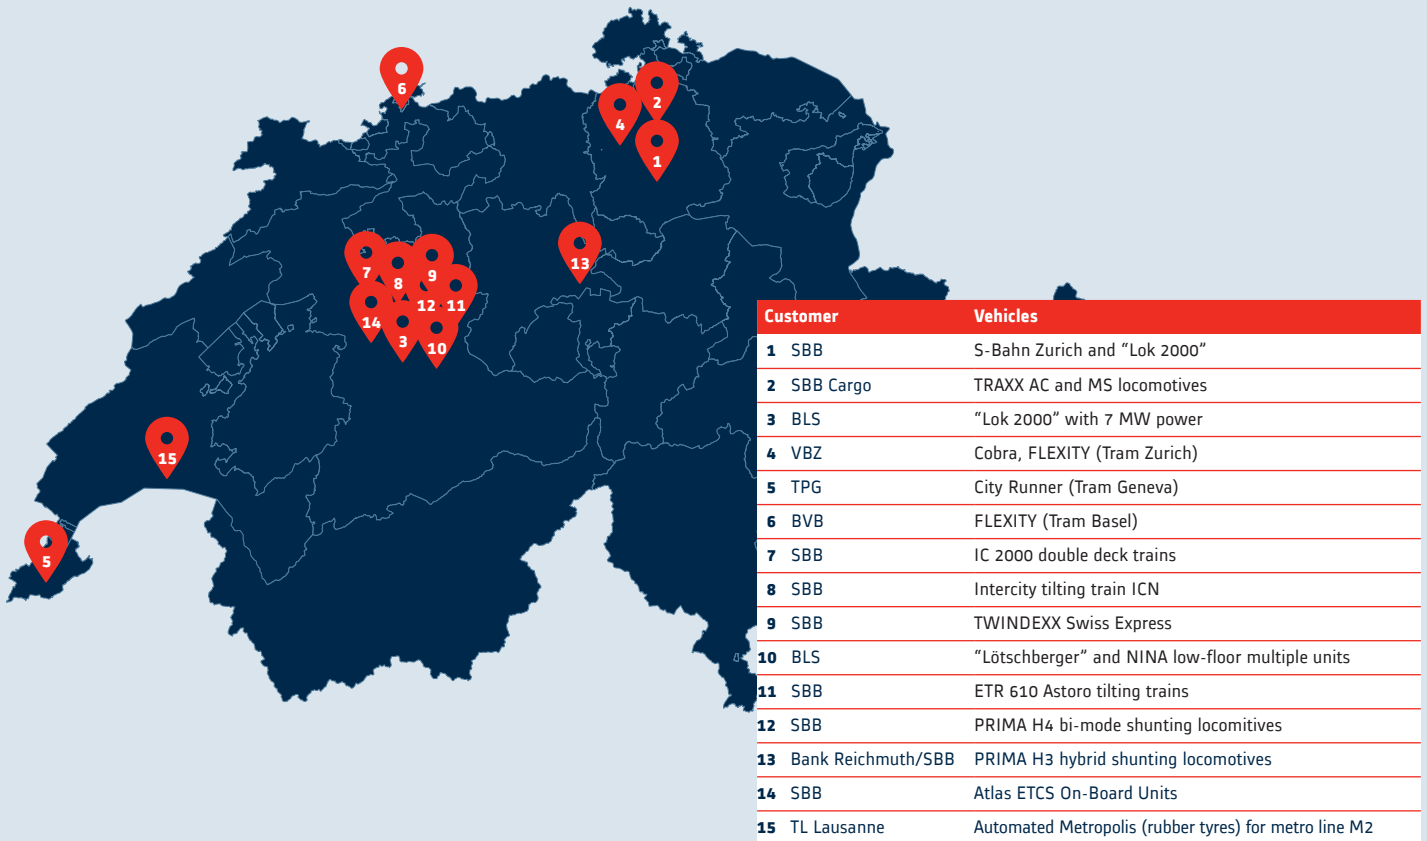 6
2
4
1
13
7
8
9
12
11
14
3
10
15
5
Customer Vehicles
1 SBB S-Bahn Zurich and “Lok 2000”
2 SBB Cargo TRAXX AC and MS locomotives
3 BLS “Lok 2000” with 7 MW power
4 VBZ Cobra, FLEXITY (Tram Zurich)
5 TPG City Runner (Tram Geneva)
6 BVB FLEXITY (Tram Basel)
7 SBB IC 2000 double deck trains
8 SBB Intercity tilting train ICN
9 SBB TWINDEXX Swiss Express
10 BLS “Lötschberger” and NINA low-floor multiple units
11 SBB ETR 610 Astoro tilting trains
12 SBB PRIMA H4 bi-mode shunting locomitives
13 Bank Reichmuth/SBB PRIMA H3 hybrid shunting locomotives
14 SBB Atlas ETCS On-Board Units
15 TL Lausanne Automated Metropolis (rubber tyres) for metro line M2